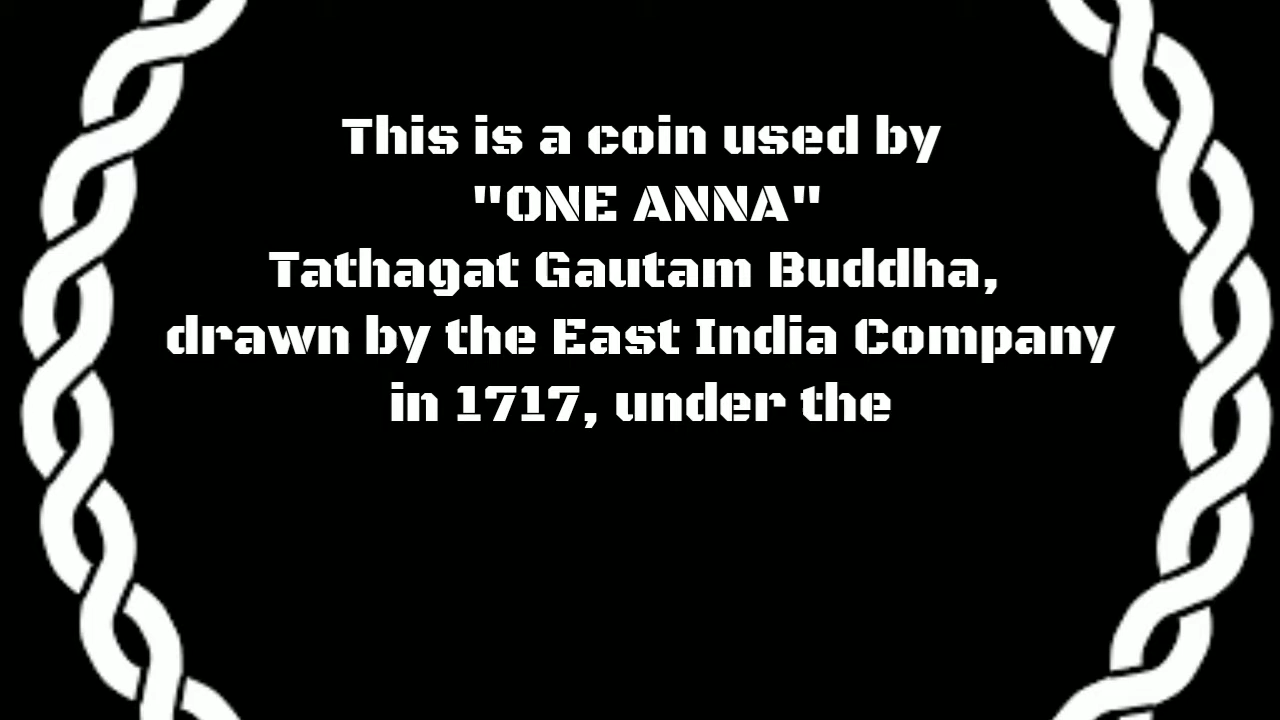 This is a coin used by
"ONE ANNA"
Tathagat Gautam Buddha,
drawn by the East India Company
in 1717, under the